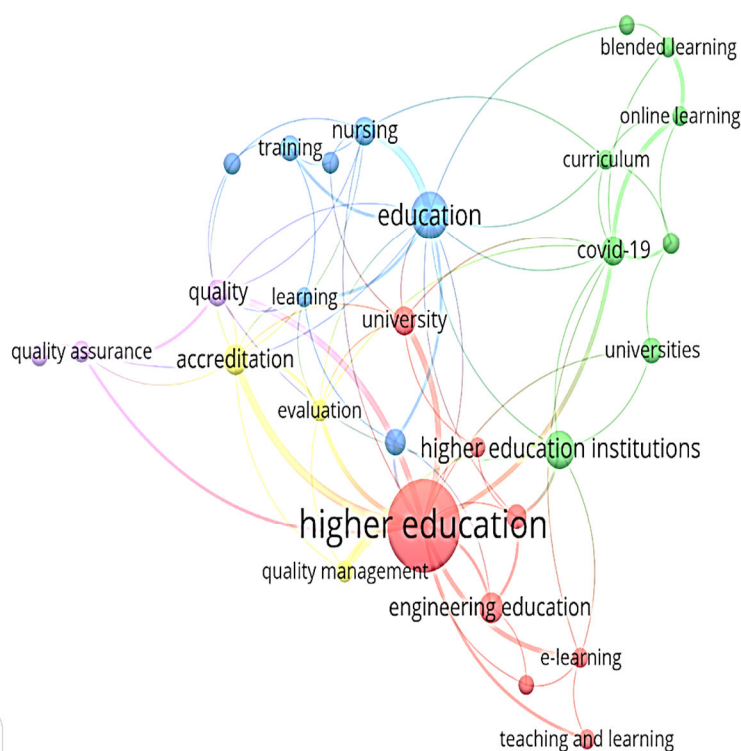 blended learning
online learning
nursing
training
curriculum
education
covid-19
quality
learning
university
quality assurance
accreditation
universities
evaluation
higher education institutions
higher education
quality management
engineering education
e-learning
teaching and learning